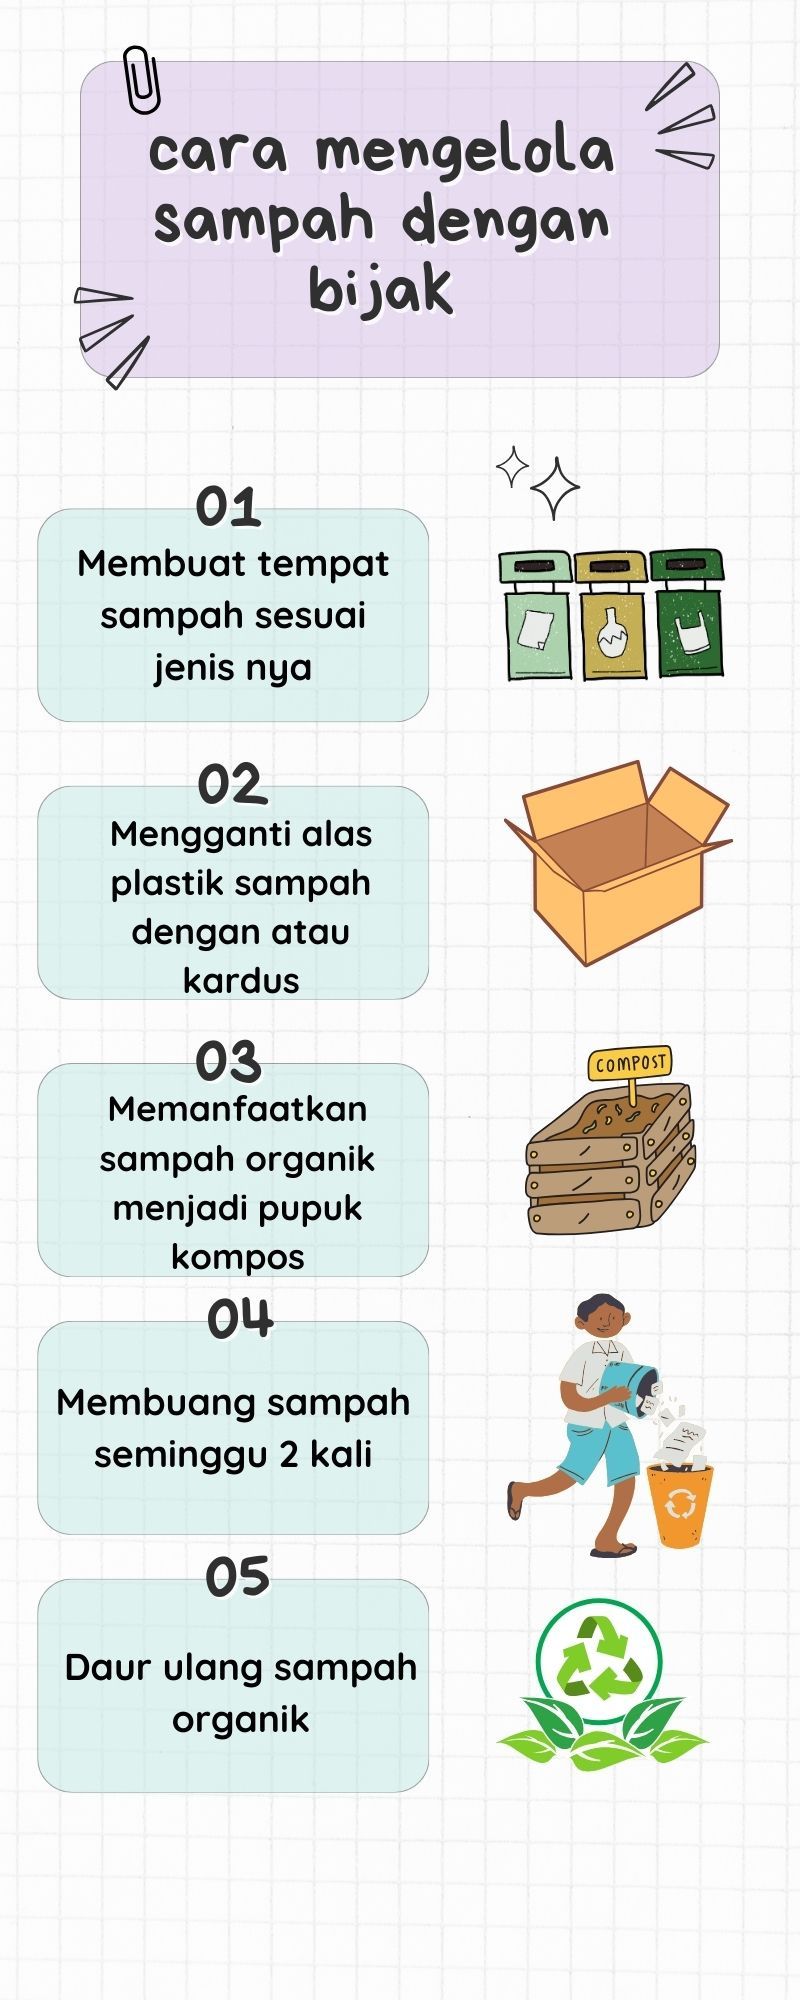 cara mengelola
sampah dengan
bijak
01
Membuat tempat
sampah sesuai
jenis nya
02
Mengganti alas
plastik sampah
dengan atau
kardus
03
Memanfaatkan
sampah organik
menjadi pupuk
kompos
COMPOST
04
Membuang sampah
seminggu 2 kali
05
Daur ulang sampah
organik